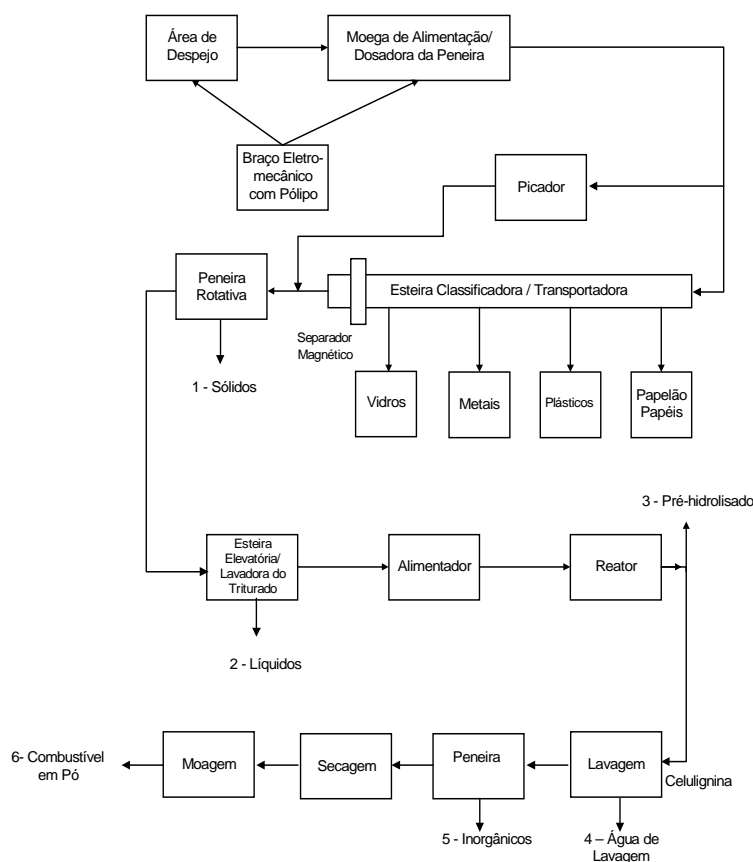 Área de
Despejo
Moega de Alimentação/
Dosadora da Peneira
Braço Eletro-
mecânico
com Pólipo
Picador
Peneira
Rotativa
Esteira Classificadora / Transportadora
Separador
Magnético
1 - Sólidos
Vidros
Metais
Plásticos
Papelão
Papéis
3 - Pré-hidrolisado
Esteira
Elevatória/
Lavadora do
Triturado
Alimentador
Reator
2 - Líquidos
6- Combustível
em Pó
Moagem
Secagem
Peneira
Lavagem
Celulignina
5 - Inorgânicos
4 – Água de
Lavagem